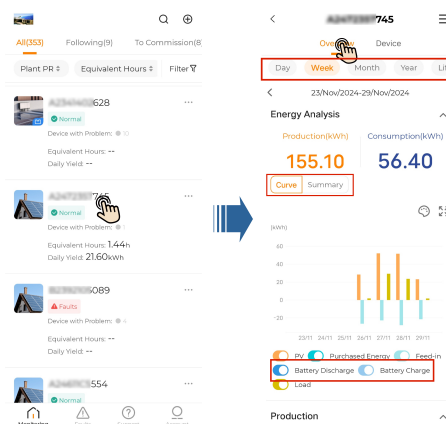 All(353) Following(9) To Commission(8
Plant PR Equivalent Hours Filter
628
Normal
Device with Problem: 10
Equivalent Hours: --
Daily Yield: --
745
Normal
Device with Problem:
Equivalent Hours: 1.44h
Daily Yield: 21.60kWh
5089
Faults
Device with Problem: 4
Equivalent Hours: --
Daily Yield: --
554
Normal
Monitoring
745
Device
Day Week Month Year Lif
23/Nov/2024-29/Nov/2024
Energy Analysis
Production(kWh) Consumption(kWh)
155.10 56.40
Curve Summary
(kWh)
60
40
20
0
-20
23/11 24/11 25/11 26/11 27/11 28/11 29/11
PV Purchased Energy Feed-in
Battery Discharge Battery Charge
Load
Production